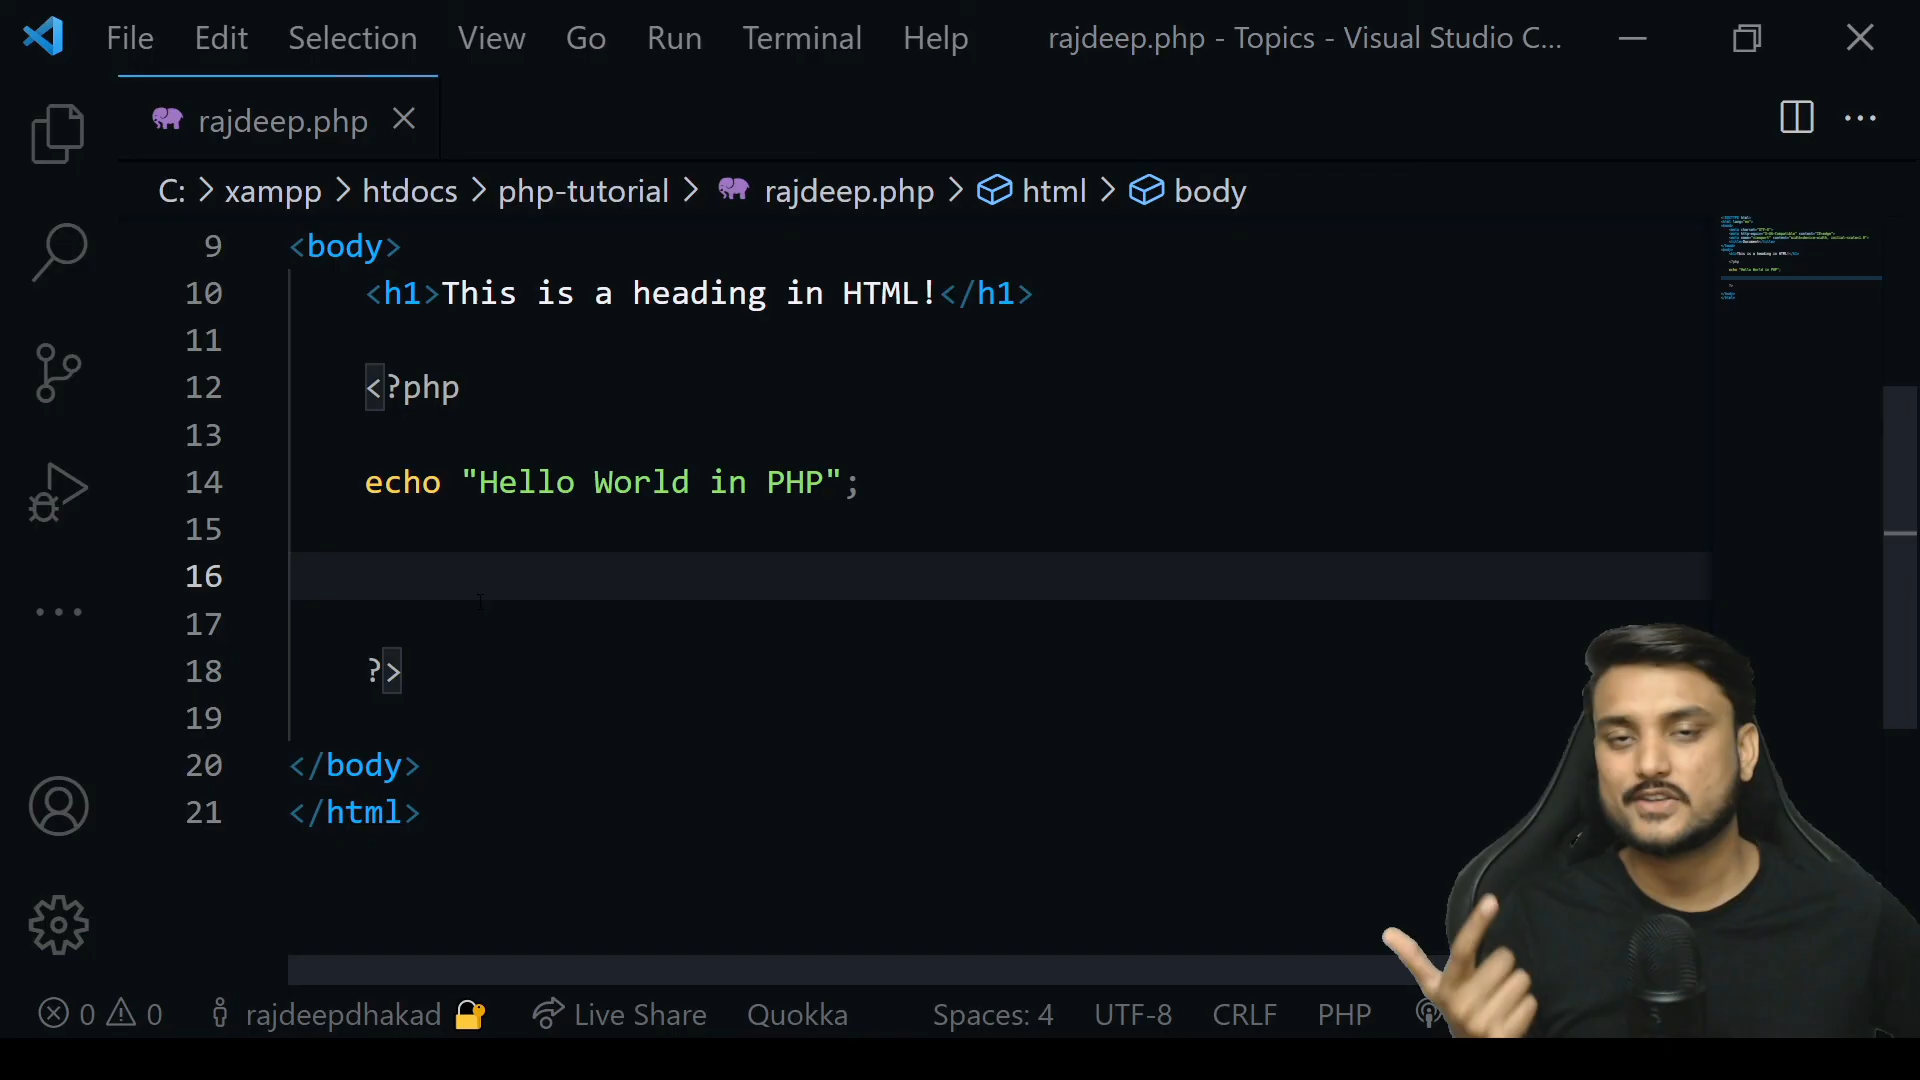 File Edit Selection View Go Run Terminal Help rajdeep.php - Topics - Visual Studio C...
rajdeep.php
C: > xampp > htdocs > php-tutorial > rajdeep.php > html > body
9 <body>
10 <h1>This is a heading in HTML!</h1>
11
12 <?php
13
14 echo "Hello World in PHP";
15
16
17
18 ?>
19
20 </body>
21 </html>
0 0 rajdeepdhakad Live Share Quokka Spaces: 4 UTF-8 CRLF PHP